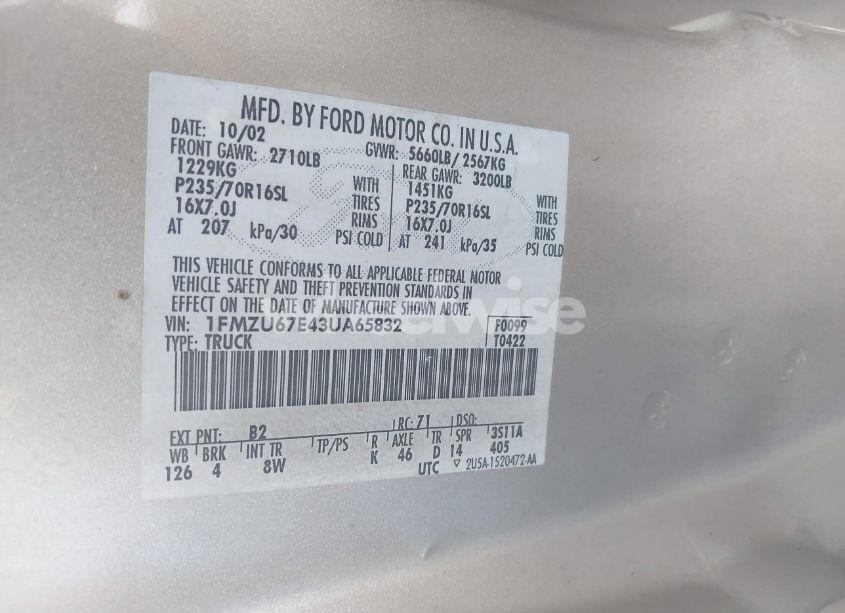 MFD. BY FORD MOTOR CO. IN U.S.A.
DATE: 10/02 GVWR: 5660LB/ 2567KG
FRONT GAWR: 2710LB REAR GAWR: 3200LB
1229KG WITH 1451KG WITH
P235/70R16SL TIRES P235/70R16SL TIRES
16X7.0J RIMS 16X7.0J RIMS
AT 207 kPa/30 PSI COLD AT 241 kPa/35 PSI COLD
THIS VEHICLE CONFORMS TO ALL APPLICABLE FEDERAL MOTOR
VEHICLE SAFETY AND THEFT PREVENTION STANDARDS IN
EFFECT ON THE DATE OF MANUFACTURE SHOWN ABOVE.
VIN: 1FMZU67E43UA65832 F0099
TYPE: TRUCK T0422
EXT PNT: B2 RC: 71 DSO:
WB BRK INT TR TP/PS R AXLE TR SPR 3S11A
126 4 8W K 46 D 14 405
UTC 2U5A-1520472-AA